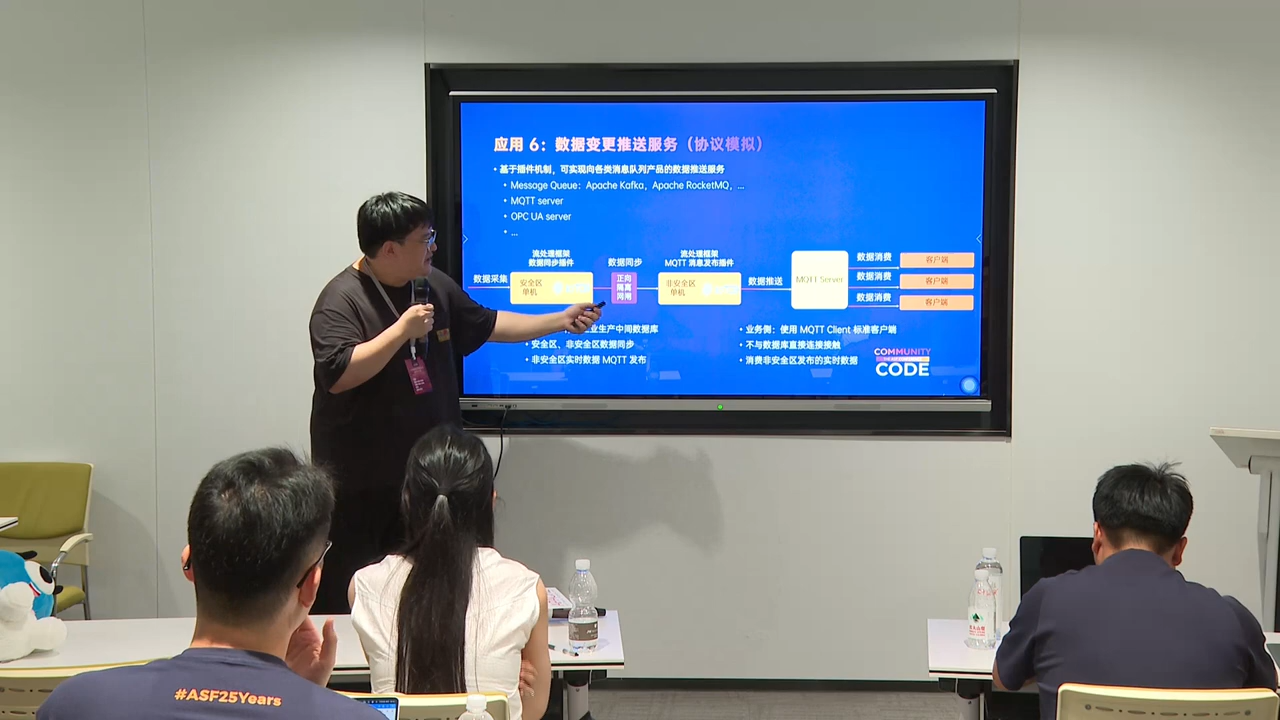 应用 6：数据变更推送服务（协议模拟）
• 基于插件机制，可实现向各类消息队列产品的数据推送服务
• Message Queue：Apache Kafka，Apache RocketMQ，...
• MQTT server
• OPC UA server
• ...
流处理框架
数据同步插件
数据同步
流处理框架
MQTT 消息发布插件
数据采集
安全区
单机
正向
隔离
网闸
非安全区
单机
数据推送
MQTT Server
数据消费
客户端
数据消费
客户端
数据消费
客户端
业生产中间数据库
• 安全区、非安全区数据同步
• 非安全区实时数据 MQTT 发布
• 业务侧：使用 MQTT Client 标准客户端
• 不与数据库直接连接接触
• 消费非安全区发布的实时数据
COMMUNITY
CODE
#ASF25Years